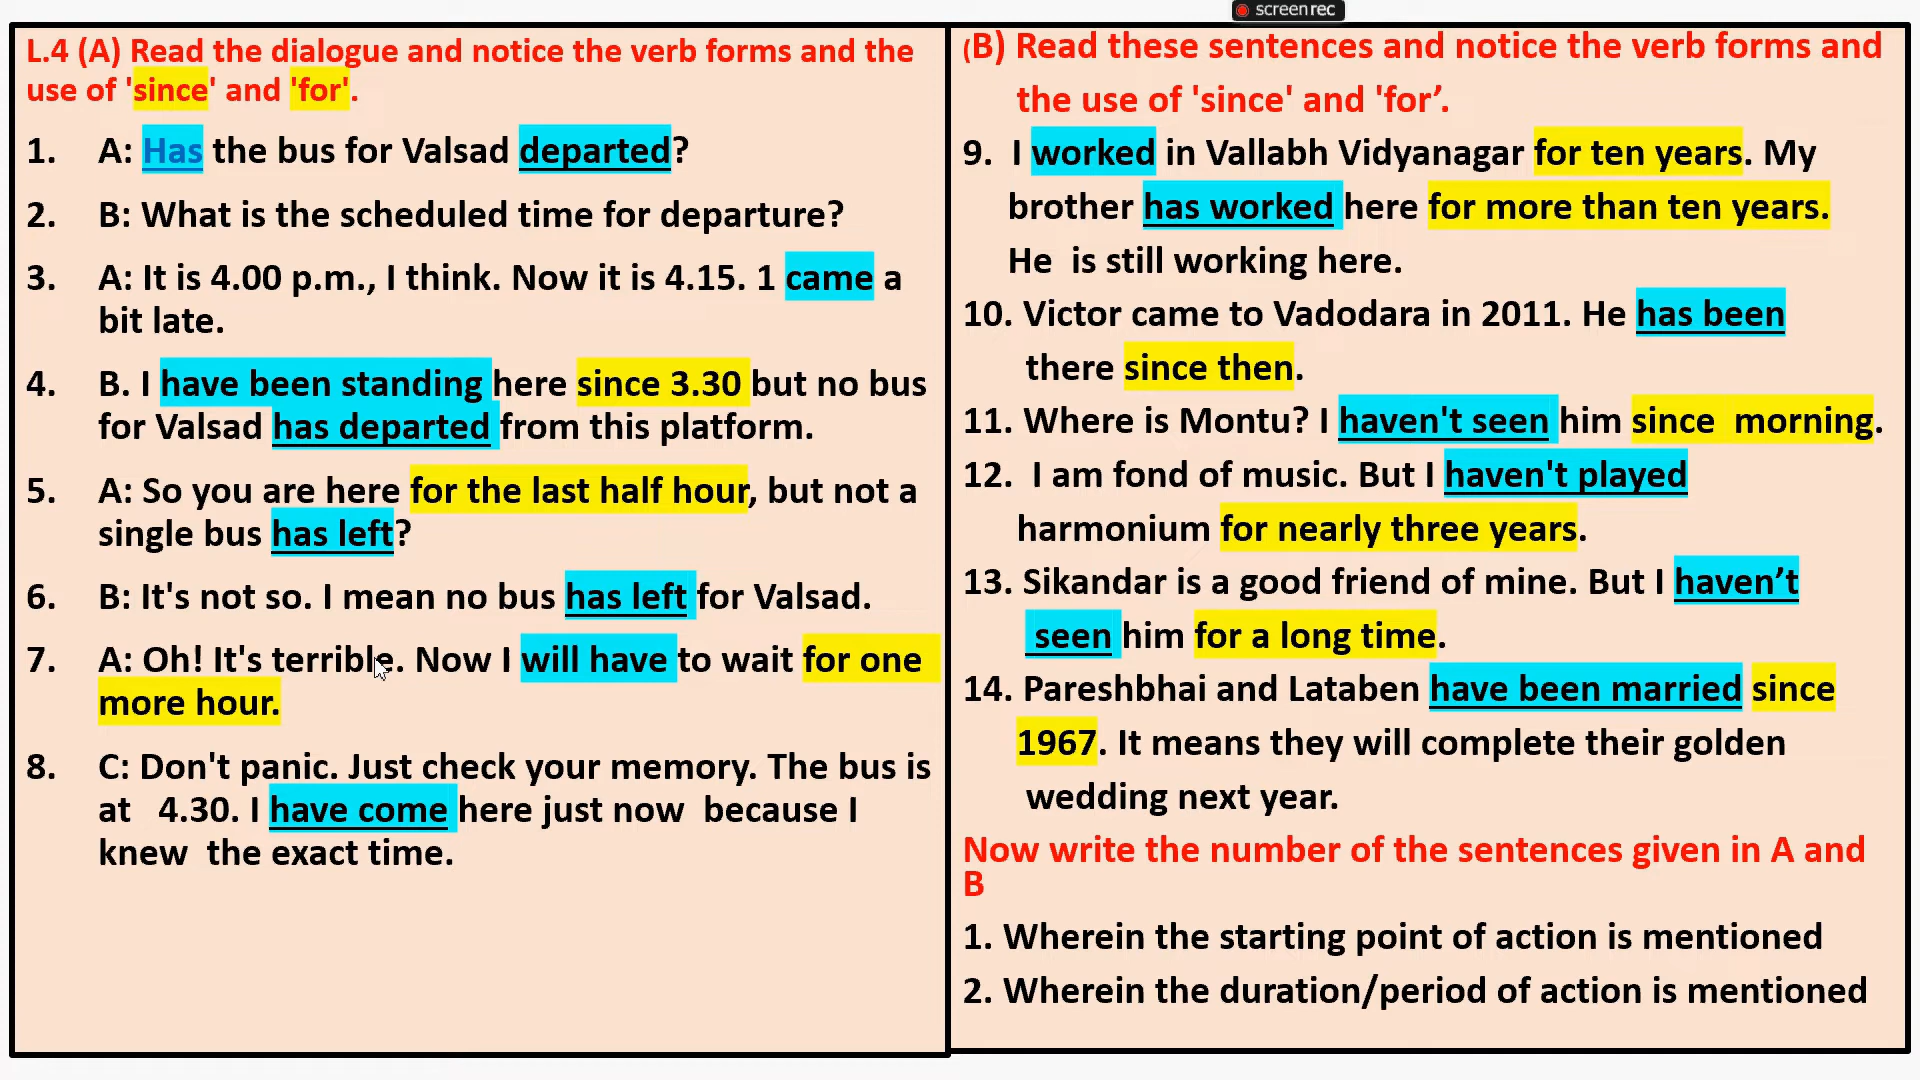 screenrec
L.4 (A) Read the dialogue and notice the verb forms and the
use of 'since' and 'for'.
1. A: Has the bus for Valsad departed?
2. B: What is the scheduled time for departure?
3. A: It is 4.00 p.m., I think. Now it is 4.15. 1 came a
bit late.
4. B. I have been standing here since 3.30 but no bus
for Valsad has departed from this platform.
5. A: So you are here for the last half hour, but not a
single bus has left?
6. B: It's not so. I mean no bus has left for Valsad.
7. A: Oh! It's terrible. Now I will have to wait for one
more hour.
8. C: Don't panic. Just check your memory. The bus is
at 4.30. I have come here just now because I
knew the exact time.
(B) Read these sentences and notice the verb forms and
the use of 'since' and 'for’.
9. I worked in Vallabh Vidyanagar for ten years. My
brother has worked here for more than ten years.
He is still working here.
10. Victor came to Vadodara in 2011. He has been
there since then.
11. Where is Montu? I haven't seen him since morning.
12. I am fond of music. But I haven't played
harmonium for nearly three years.
13. Sikandar is a good friend of mine. But I haven’t
seen him for a long time.
14. Pareshbhai and Lataben have been married since
1967. It means they will complete their golden
wedding next year.
Now write the number of the sentences given in A and
B
1. Wherein the starting point of action is mentioned
2. Wherein the duration/period of action is mentioned